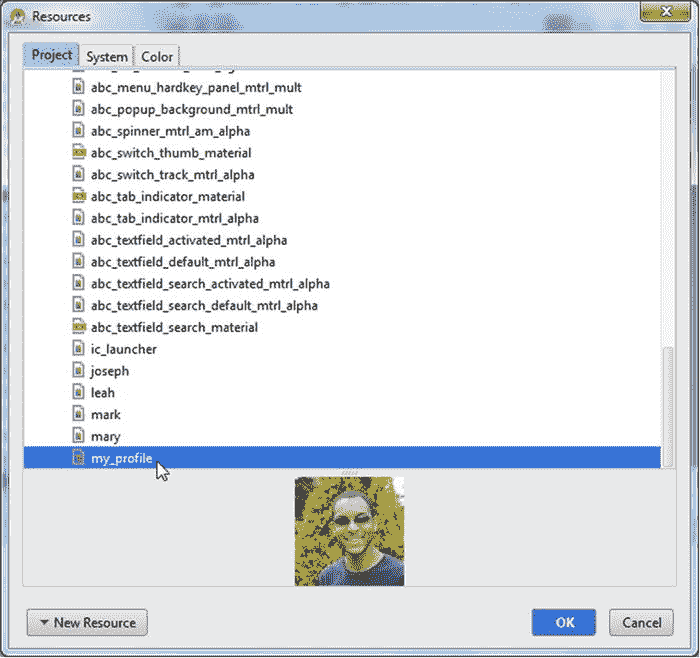 Resources
Project System Color
abc_menu_hardkey_panel_mtrl_mult
abc_popup_background_mtrl_mult
abc_spinner_mtrl_am_alpha
abc_switch_thumb_material
abc_switch_track_mtrl_alpha
abc_tab_indicator_material
abc_tab_indicator_mtrl_alpha
abc_textfield_activated_mtrl_alpha
abc_textfield_default_mtrl_alpha
abc_textfield_search_activated_mtrl_alpha
abc_textfield_search_default_mtrl_alpha
abc_textfield_search_material
ic_launcher
joseph
leah
mark
mary
my_profile
New Resource OK Cancel